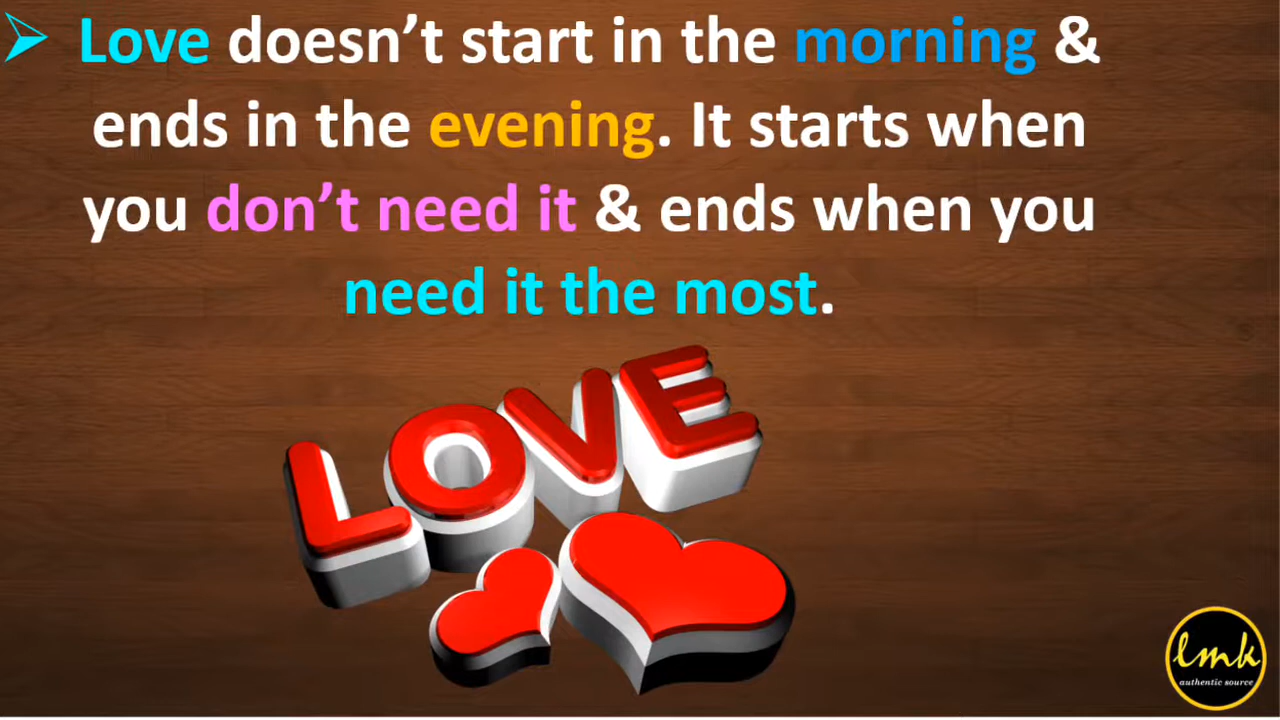 Love doesn’t start in the morning &
ends in the evening. It starts when
you don’t need it & ends when you
need it the most.
LOVE
lmk
authentic source